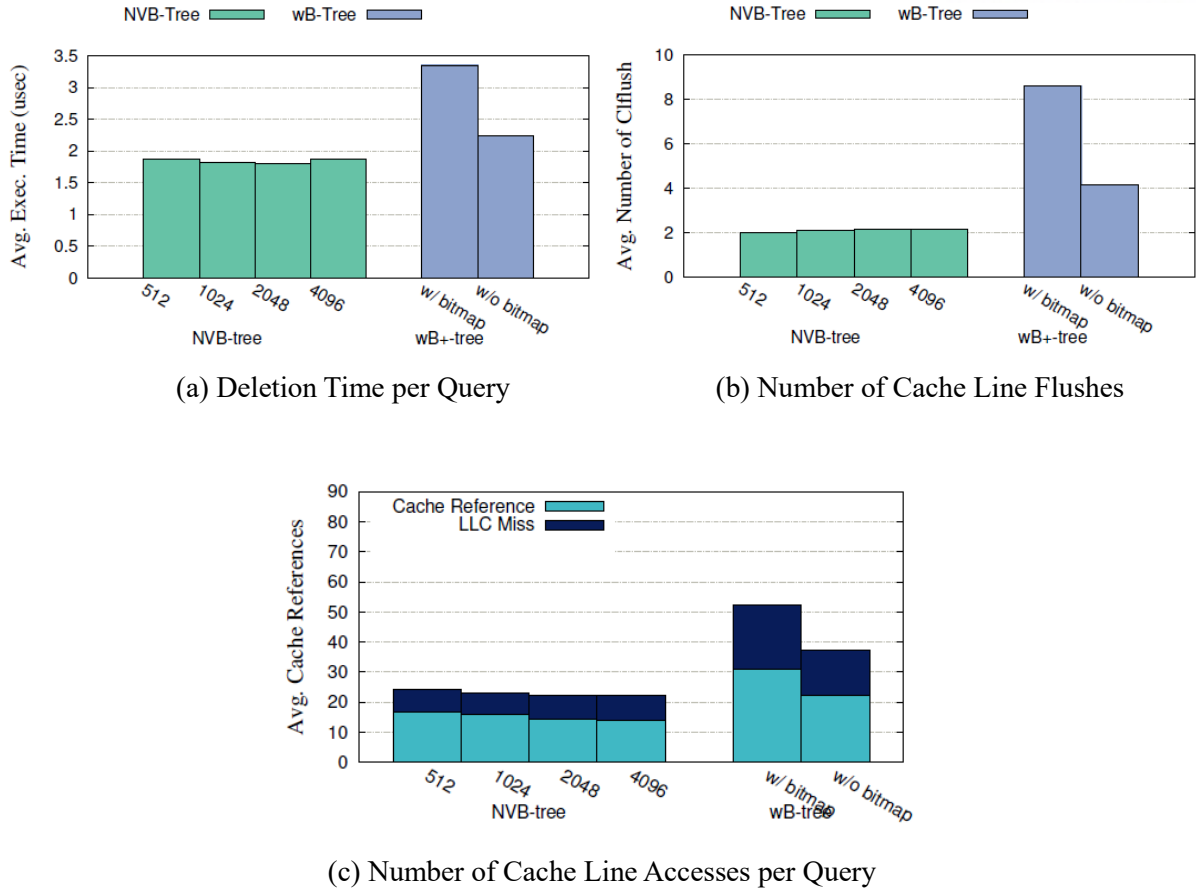 NVB-Tree wB-Tree
Avg. Exec. Time (usec)
3.5
3
2.5
2
1.5
1
0.5
0
512 1024 2048 4096 w/ bitmap w/o bitmap
NVB-tree wB+-tree
(a) Deletion Time per Query
NVB-Tree wB-Tree
Avg. Number of Clflush
10
8
6
4
2
0
512 1024 2048 4096 w/ bitmap w/o bitmap
NVB-tree wB+-tree
(b) Number of Cache Line Flushes
Avg. Cache References
90
80
70
60
50
40
30
20
10
0
Cache Reference
LLC Miss
512 1024 2048 4096 w/ bitmap w/o bitmap
NVB-tree wB-tree
(c) Number of Cache Line Accesses per Query